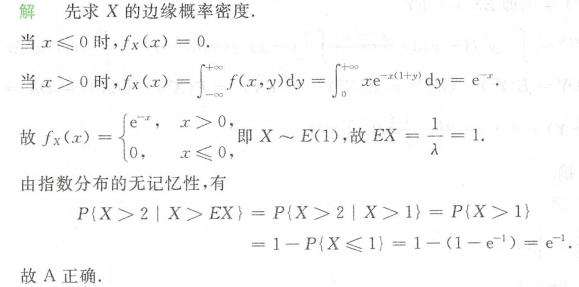 解 先求 X 的边缘概率密度.
当 x ≤ 0 时, f_X(x) = 0.
当 x > 0 时, f_X(x) = ∫_{-∞}^{+∞} f(x,y)dy = ∫_0^{+∞} xe^{-x(1+y)} dy = e^{-x}.
故 f_X(x) = { e^{-x}, x > 0, 0, x ≤ 0, 即 X ~ E(1), 故 EX = 1/λ = 1.
由指数分布的无记忆性,有
P{X > 2 | X > EX} = P{X > 2 | X > 1} = P{X > 1}
= 1 - P{X ≤ 1} = 1 - (1 - e^{-1}) = e^{-1}.
故 A 正确.